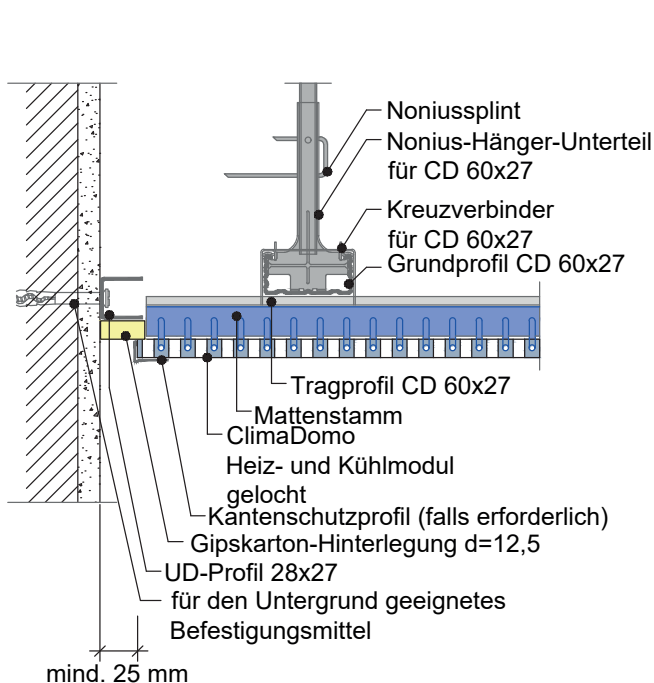 Noniussplint
Nonius-Hänger-Unterteil
für CD 60x27
Kreuzverbinder
für CD 60x27
Grundprofil CD 60x27
Tragprofil CD 60x27
Mattenstamm
ClimaDomo
Heiz- und Kühlmodul
gelocht
Kantenschutzprofil (falls erforderlich)
Gipskarton-Hinterlegung d=12,5
UD-Profil 28x27
für den Untergrund geeignetes
Befestigungsmittel
mind. 25 mm